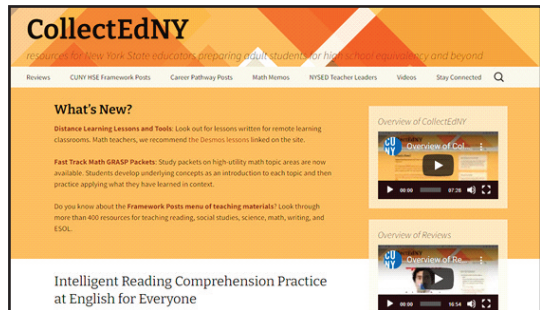 CollectEdNY
resources for New York State educators preparing adult students for high school equivalency and beyond
Reviews CUNY HSE Framework Posts Career Pathway Posts Math Memos NYSED Teacher Leaders Videos Stay Connected
What's New?
Distance Learning Lessons and Tools: Look out for lessons written for remote learning
classrooms. Math teachers, we recommend the Desmos lessons linked on the site.
Fast Track Math GRASP Packets: Study packets on high-utility math topic areas are now
available. Students develop underlying concepts as an introduction to each topic and then
practice applying what they have learned in context.
Do you know about the Framework Posts menu of teaching materials? Look through
more than 400 resources for teaching reading, social studies, science, math, writing, and
ESOL.
Intelligent Reading Comprehension Practice
at English for Everyone
Overview of CollectEdNY
CU
NY
Overview of Col...
00:00 07:28
Overview of Reviews
CU
NY
Overview of Re...
00:00 16:54